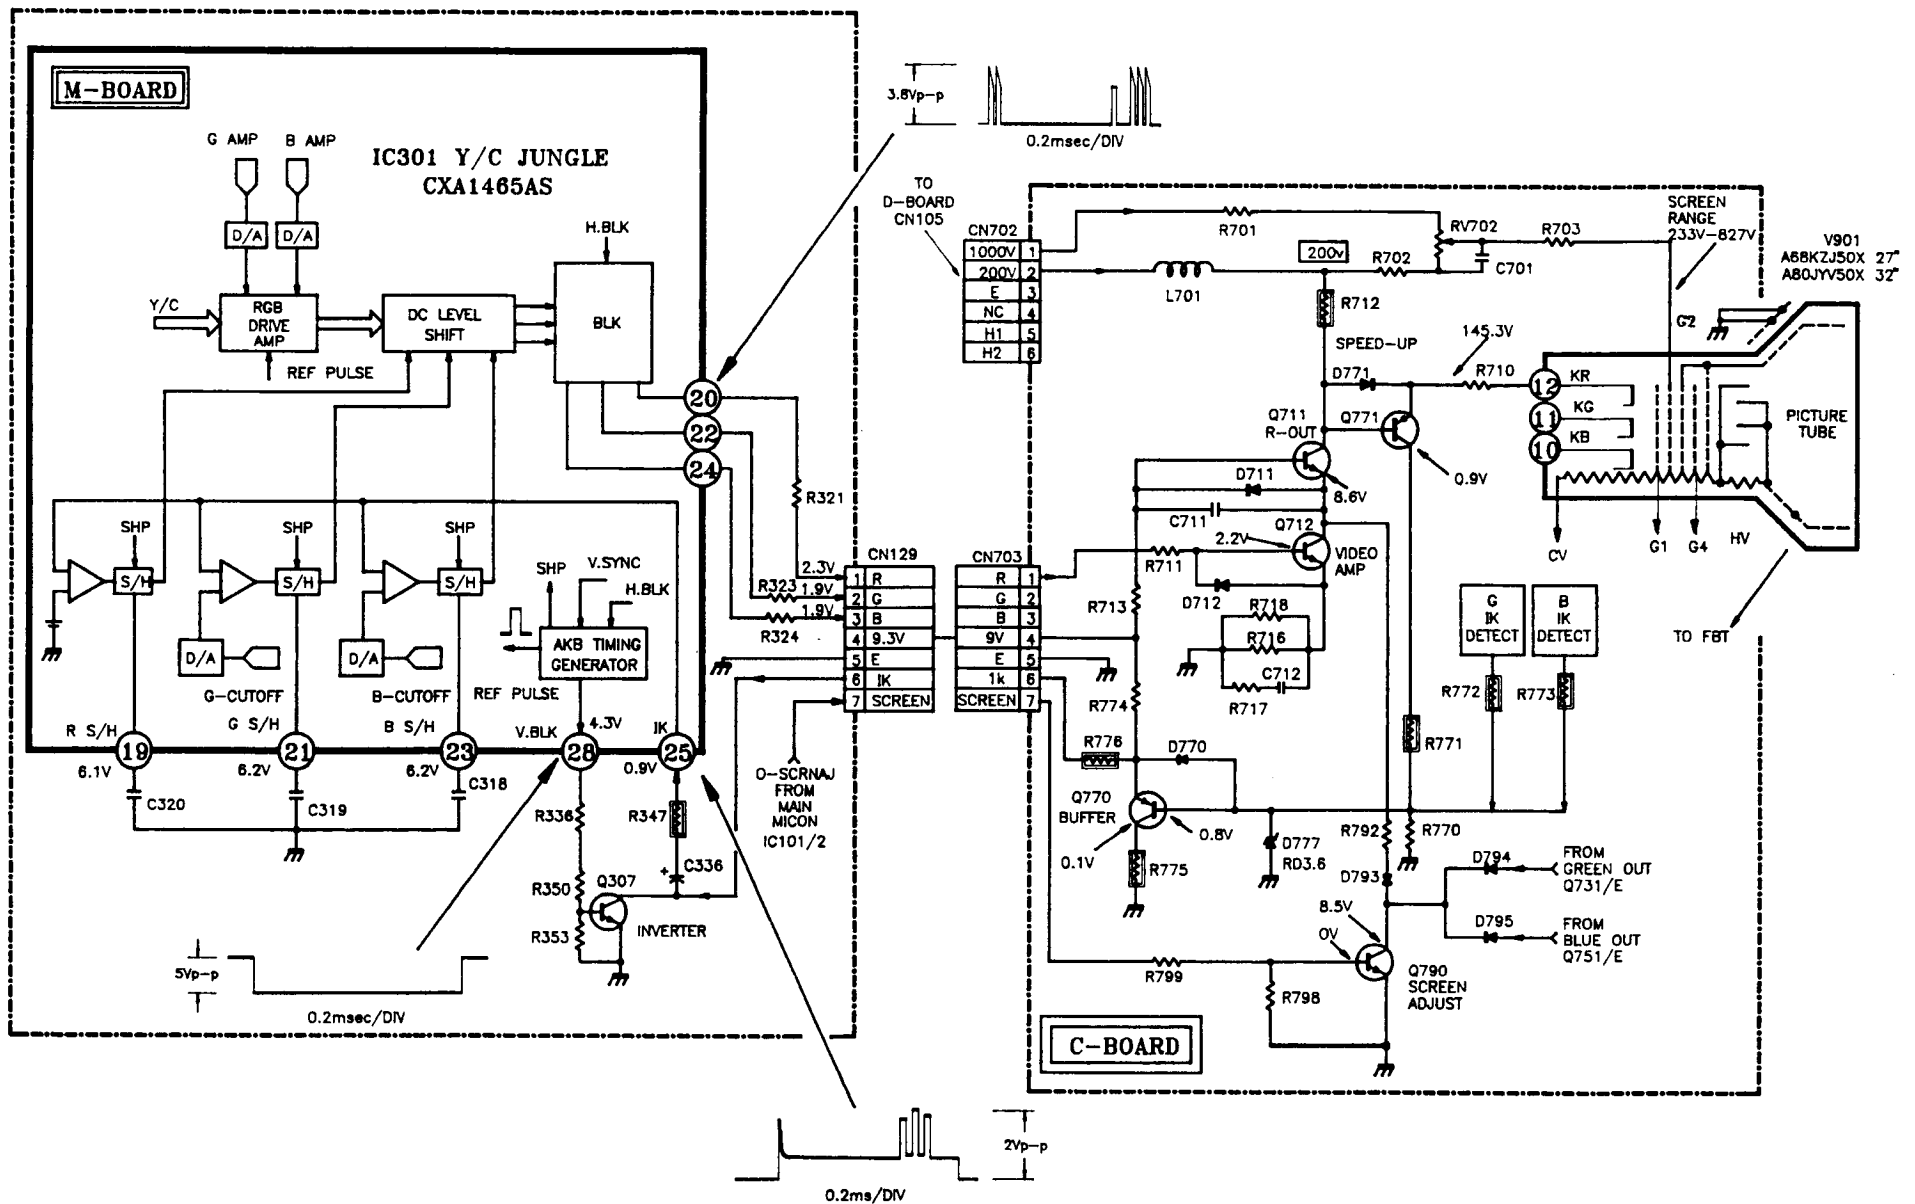 M-BOARD
G AMP
B AMP
IC301 Y/C JUNGLE
CXA1465AS
D/A
D/A
H.BLK
Y/C
RGB
DRIVE
AMP
DC LEVEL
SHIFT
BLK
REF PULSE
20
22
24
SHP
SHP
SHP
S/H
S/H
S/H
D/A
D/A
G-CUTOFF
B-CUTOFF
SHP
V.SYNC
H.BLK
AKB TIMING
GENERATOR
REF PULSE
R S/H
G S/H
B S/H
V.BLK
4.3V
IK
19
21
23
28
25
6.1V
6.2V
6.2V
0.9V
C320
C319
C318
R336
R347
C336
+
R350
Q307
R353
INVERTER
5Vp-p
0.2msec/DIV
3.8Vp-p
0.2msec/DIV
2Vp-p
0.2ms/DIV
R321
2.3V
R323
1.9V
1.9V
R324
CN129
1 R
2 G
3 B
4 9.3V
5 E
6 IK
7 SCREEN
O-SCRNAJ
FROM
MAIN
MICON
IC101/2
TO
D-BOARD
CN105
CN702
1000V 1
200V 2
E 3
NC 4
H1 5
H2 6
CN703
R 1
G 2
B 3
9V 4
E 5
1k 6
SCREEN 7
R701
RV702
R703
SCREEN
RANGE
233V-827V
200v
R702
C701
L701
R712
V901
A68KZJ50X 27"
A80JYV50X 32"
SPEED-UP
145.3V
G2
D771
R710
12
KR
11
KG
10
KB
PICTURE
TUBE
Q711
R-OUT
Q771
D711
8.6V
0.9V
C711
Q712
2.2V
VIDEO
AMP
CV
G1
G4
HV
R711
D712
R713
R718
R716
C712
R717
G
IK
DETECT
B
IK
DETECT
TO FBT
R772
R773
R774
R771
R776
D770
Q770
BUFFER
0.8V
0.1V
R775
D777
RD3.6
R792
R770
D793
D794
FROM
GREEN OUT
Q731/E
8.5V
D795
FROM
BLUE OUT
Q751/E
0V
R799
R798
Q790
SCREEN
ADJUST
C-BOARD